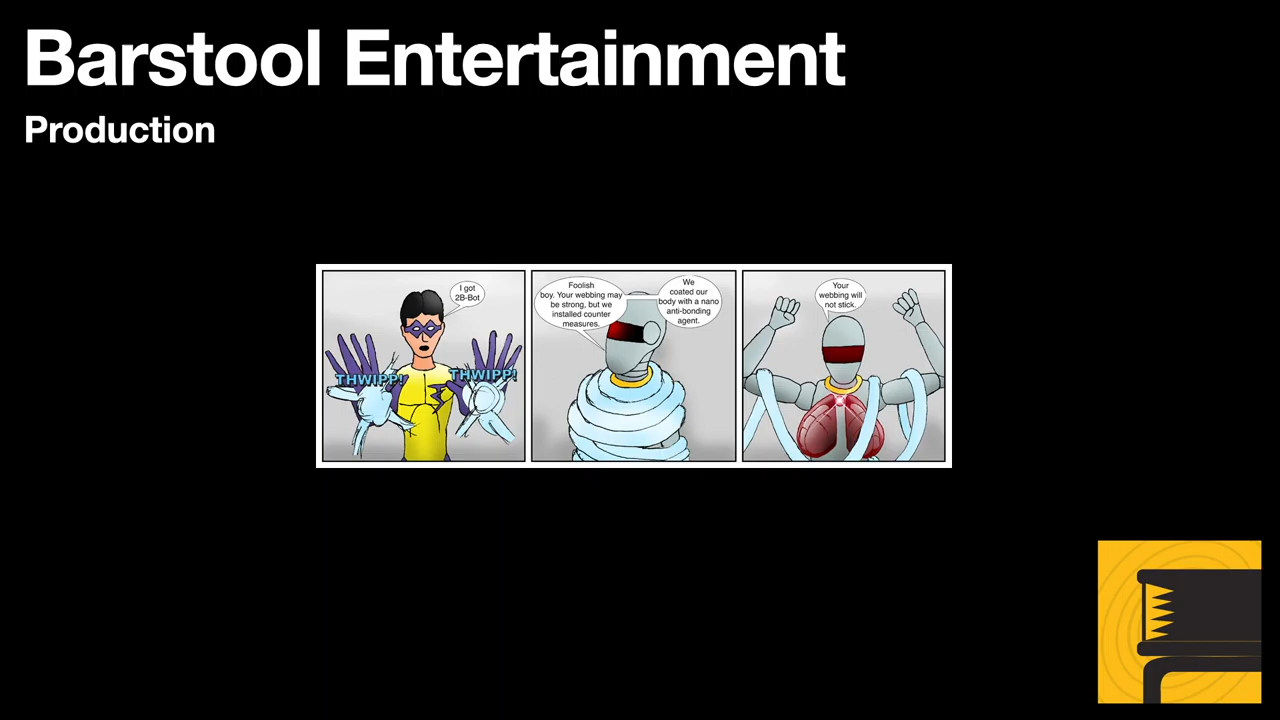 Barstool Entertainment
Production
I got
2B-Bot
THWIPP!
THWIPP!
Foolish
boy. Your webbing may
be strong, but we
installed counter
measures.
We
coated our
body with a nano
anti-bonding
agent.
Your
webbing will
not stick.